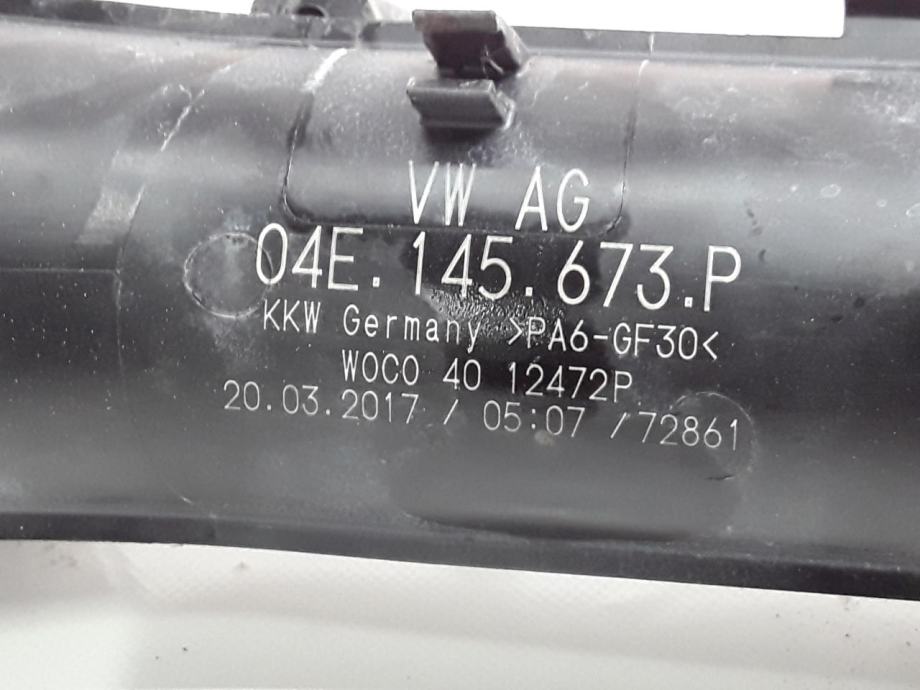 VW AG
04E.145.673.P
KKW Germany >PA6-GF30<
WOCO 40 12472P
20.03.2017 / 05:07 /72861